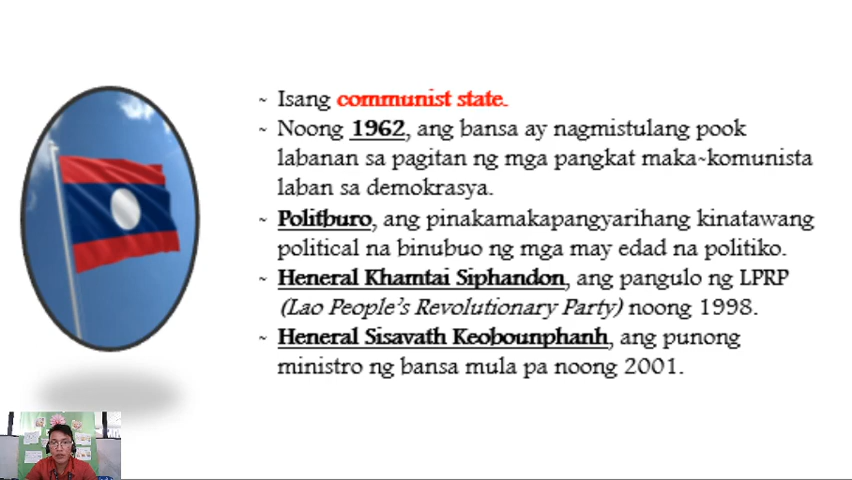 ~ Isang communist state.
~ Noong 1962, ang bansa ay nagmistulang pook
labanan sa pagitan ng mga pangkat maka-komunista
laban sa demokrasya.
~ Politburo, ang pinakamakapangyarihang kinatawang
political na binubuo ng mga may edad na politiko.
~ Heneral Khamtai Siphandon, ang pangulo ng LPRP
(Lao People's Revolutionary Party) noong 1998.
~ Heneral Sisavath Keobounphanh, ang punong
ministro ng bansa mula pa noong 2001.